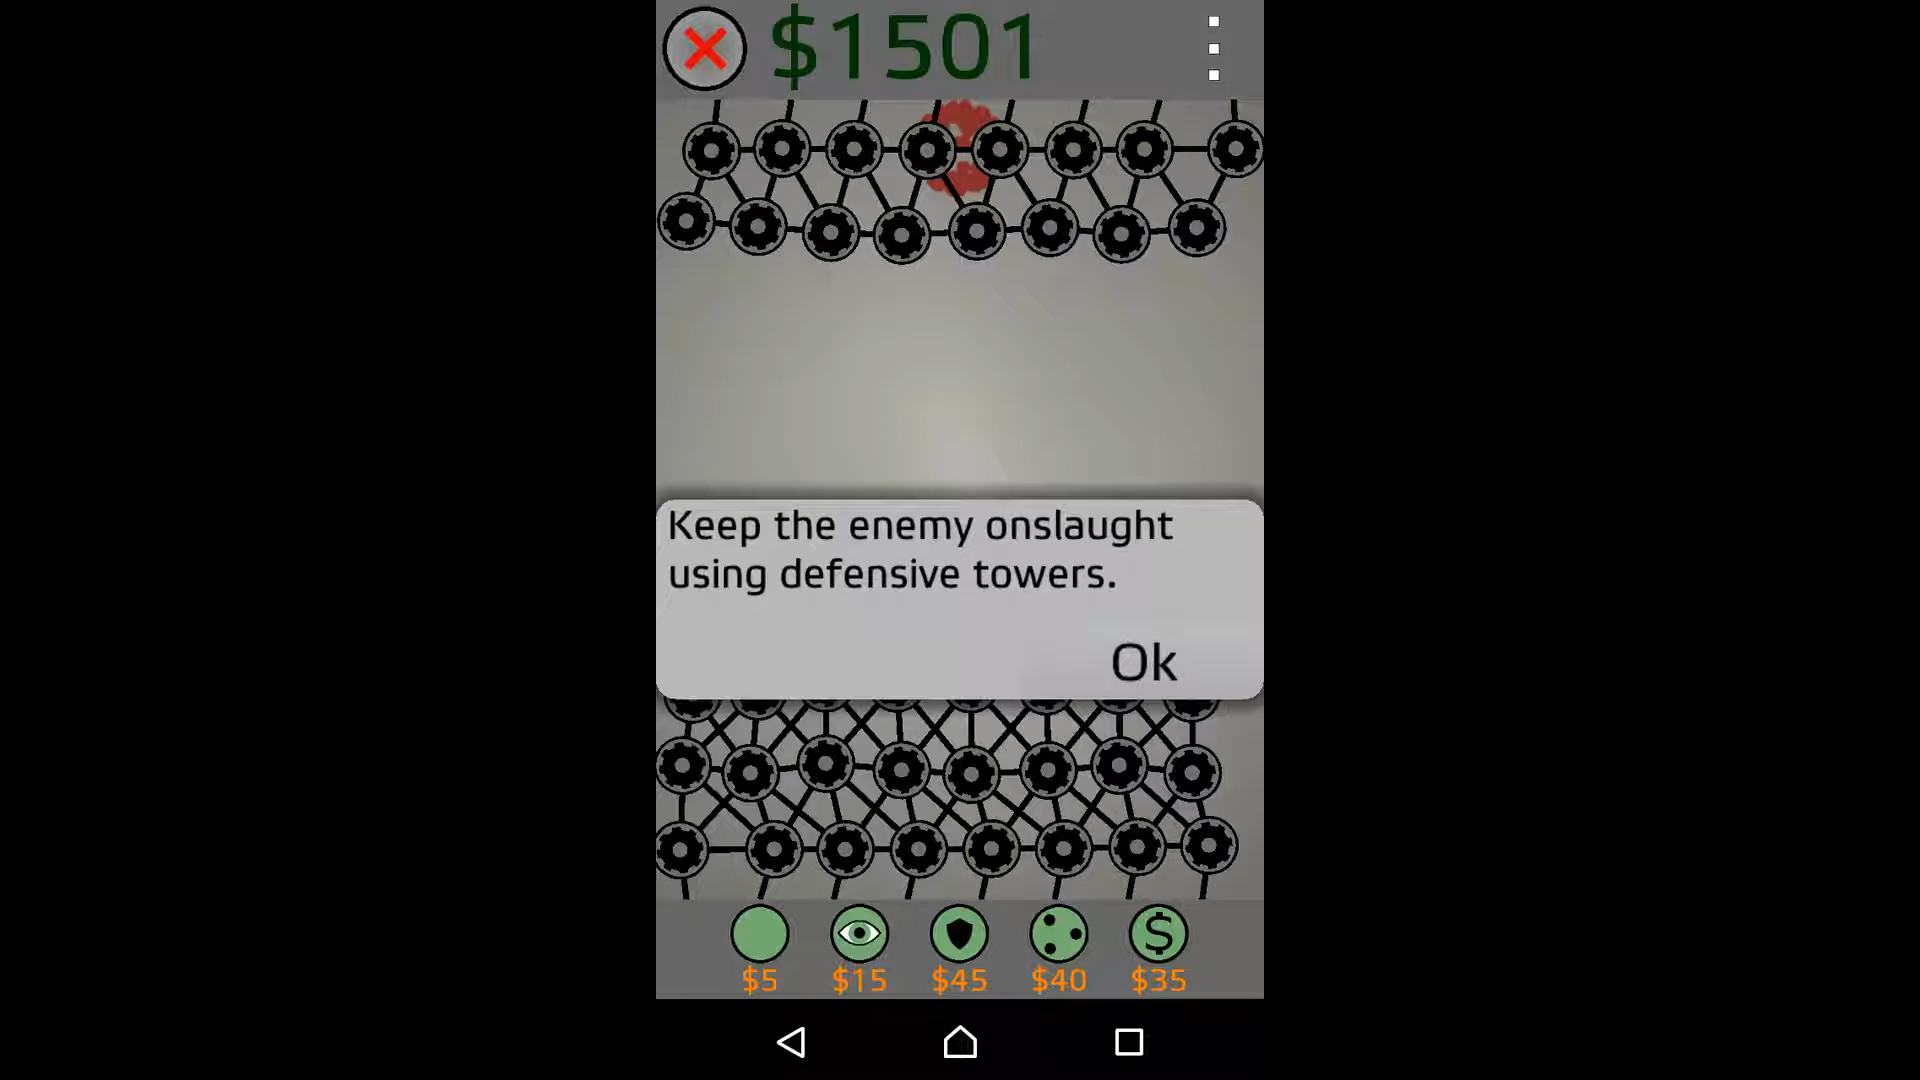 $1501
Keep the enemy onslaught
using defensive towers.
Ok
$
$5 $15 $45 $40 $35